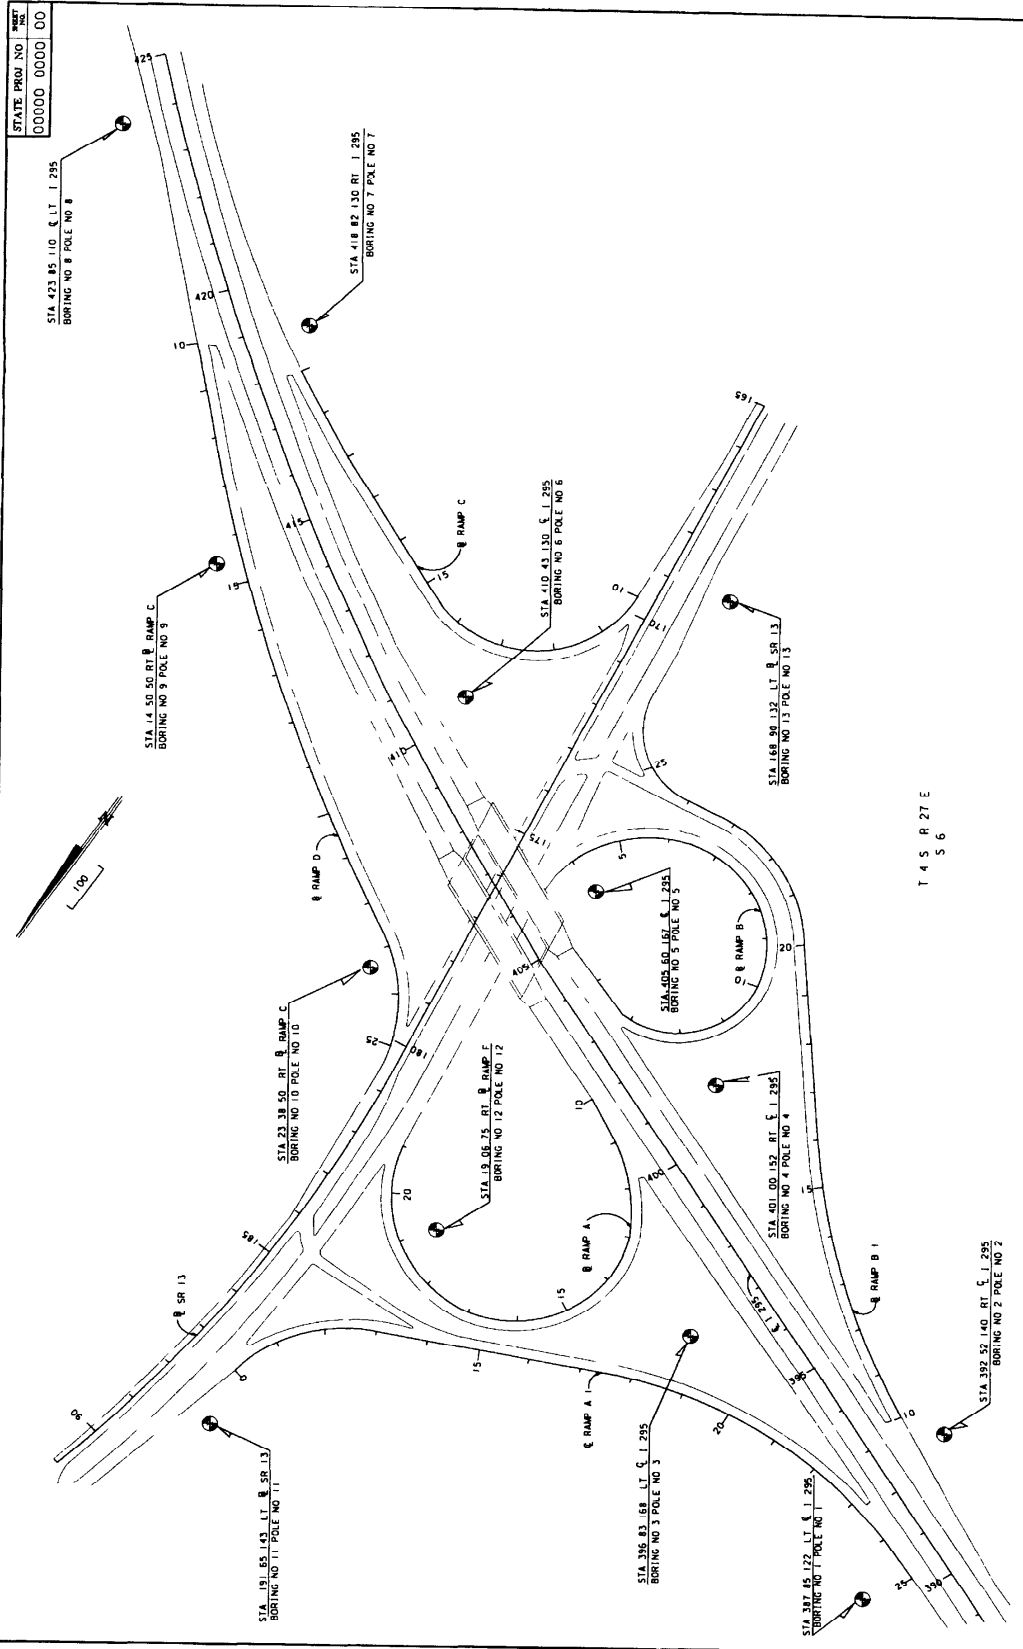 STATE PROJ NO
SHEET NO.
00000 0000
00
STA 423 85 110 ℄ LT I 295
BORING NO 8 POLE NO 8
STA 418 82 130 RT I 295
BORING NO 7 POLE NO 7
STA 14 50 50 RT ℄ RAMP C
BORING NO 9 POLE NO 9
STA 410 43 130 ℄ I 295
BORING NO 6 POLE NO 6
STA 168 90 132 LT ℄ SR 13
BORING NO 13 POLE NO 13
STA 23 38 50 RT ℄ RAMP C
BORING NO 10 POLE NO 10
STA 405 60 167 ℄ I 295
BORING NO 5 POLE NO 5
STA 19 06 75 RT ℄ RAMP F
BORING NO 12 POLE NO 12
STA 401 00 152 RT ℄ I 295
BORING NO 4 POLE NO 4
STA 392 52 140 RT ℄ I 295
BORING NO 2 POLE NO 2
STA 191 65 143 LT ℄ SR 13
BORING NO 11 POLE NO 11
STA 396 83 168 LT ℄ I 295
BORING NO 3 POLE NO 3
STA 387 85 122 LT ℄ I 295
BORING NO 1 POLE NO 1
T 4 S R 27 E
S 6
100
N
℄ RAMP D
℄ RAMP C
℄ RAMP B
℄ RAMP A
℄ RAMP B 1
℄ RAMP A 1
℄ SR 13
℄ I 295
425
420
415
410
405
400
395
390
165
170
175
180
185
90
10
15
25
10
15
25
5
10
20
15
10
20
15
10
0
15
20
25